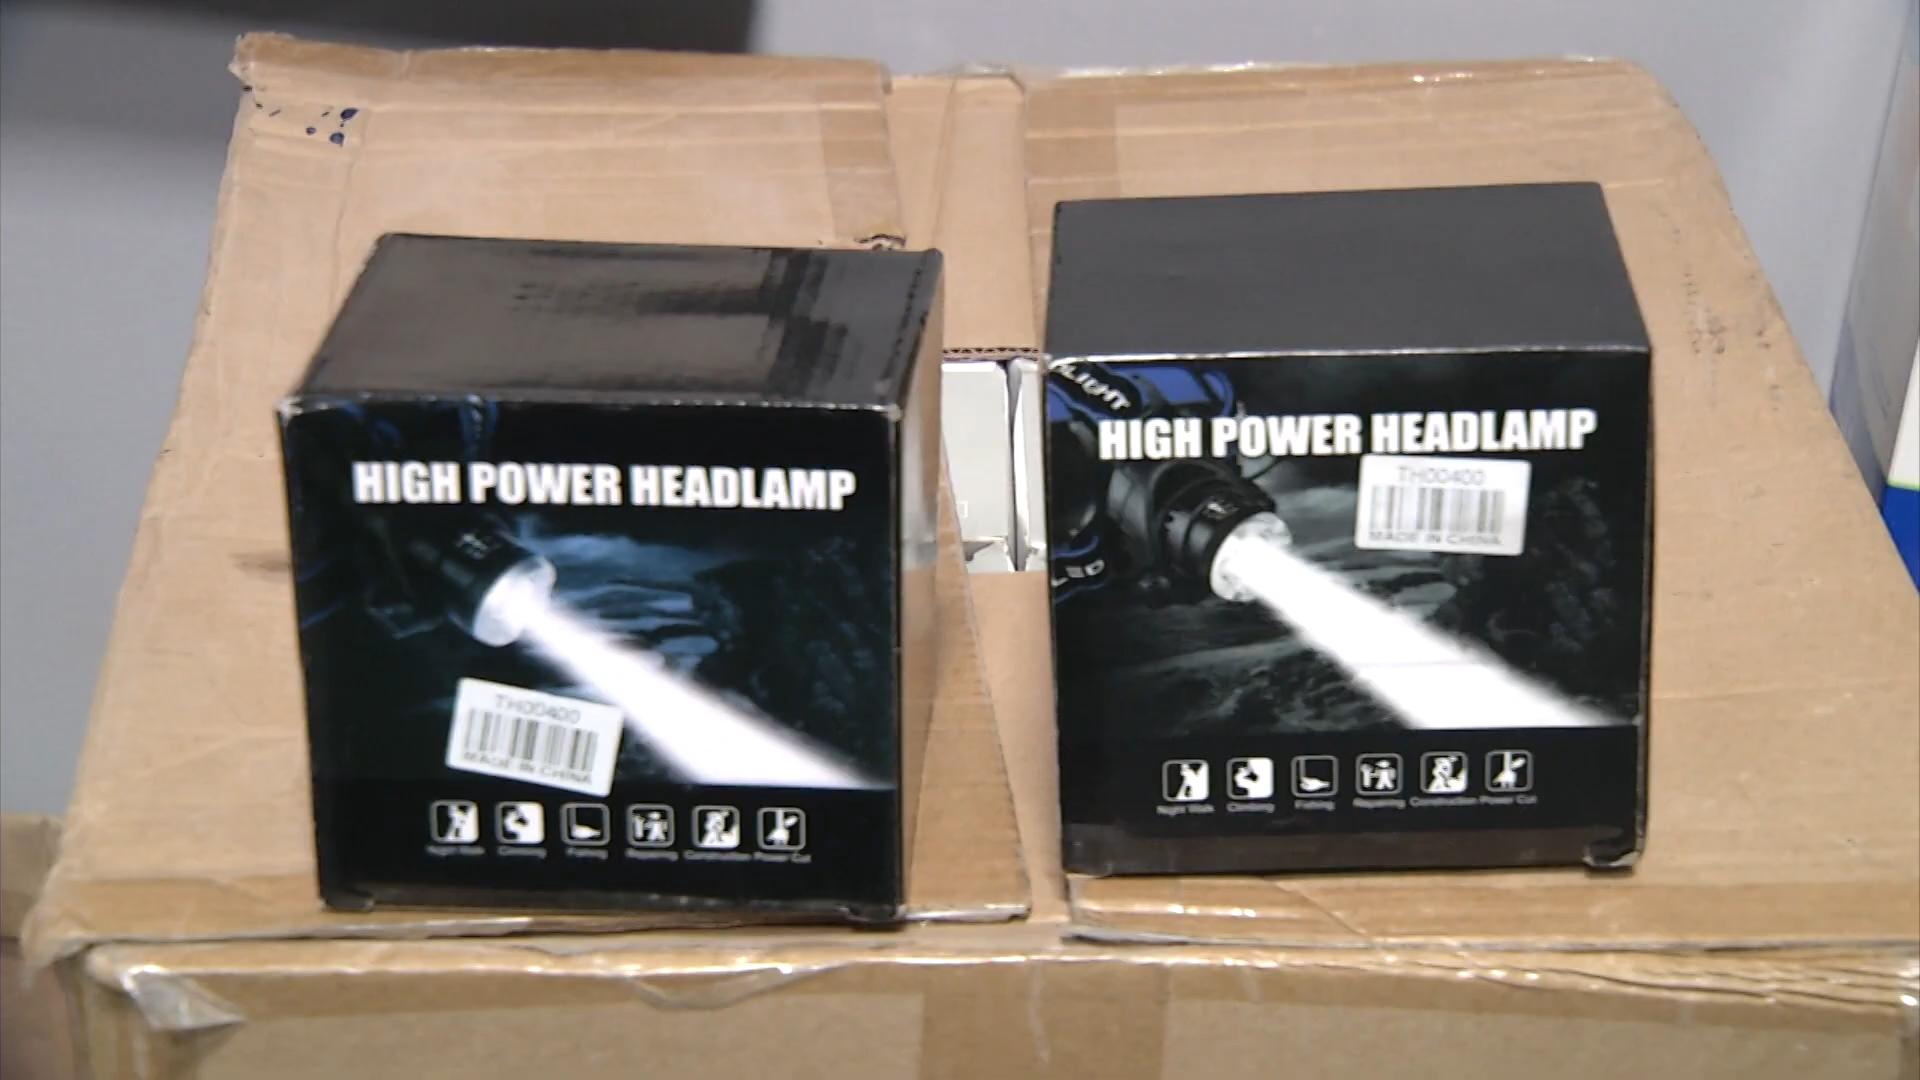 HIGH POWER HEADLAMP
TH00400
MADE IN CHINA
Night Walk Climbing Fishing Repairing Construction Power Cut
LIGHT
HIGH POWER HEADLAMP
TH00400
MADE IN CHINA
LED
Night Walk Climbing Fishing Repairing Construction Power Cut